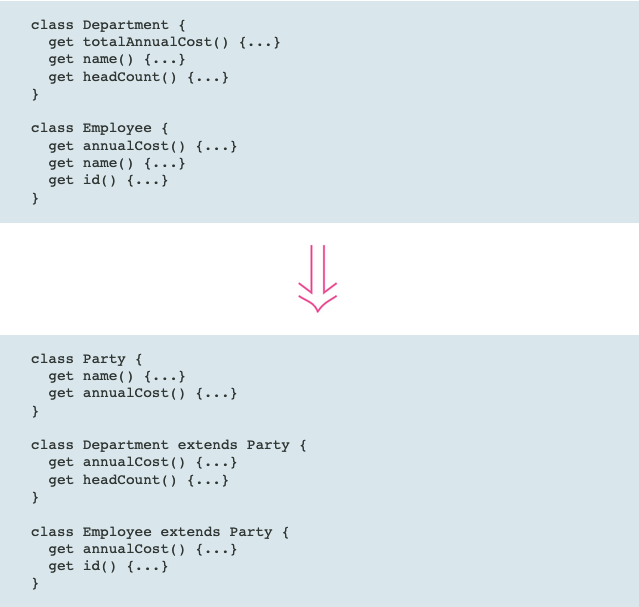 class Department {
  get totalAnnualCost() {...}
  get name() {...}
  get headCount() {...}
}
class Employee {
  get annualCost() {...}
  get name() {...}
  get id() {...}
}
class Party {
  get name() {...}
  get annualCost() {...}
}
class Department extends Party {
  get annualCost() {...}
  get headCount() {...}
}
class Employee extends Party {
  get annualCost() {...}
  get id() {...}
}